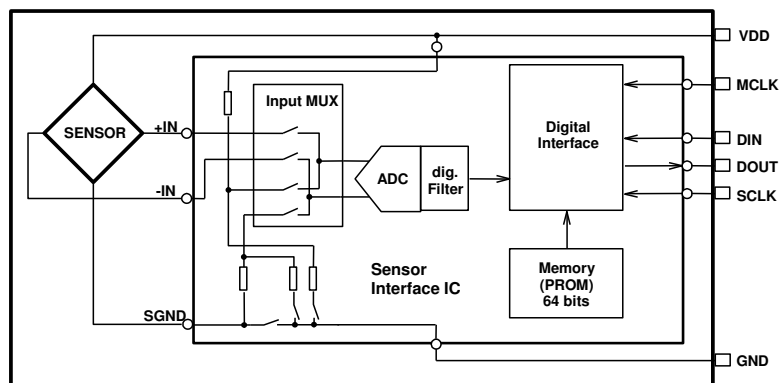 VDD
MCLK
Input MUX
SENSOR
+IN
Digital
Interface
DIN
DOUT
ADC
dig.
Filter
-IN
SCLK
Sensor
Interface IC
Memory
(PROM)
64 bits
SGND
GND